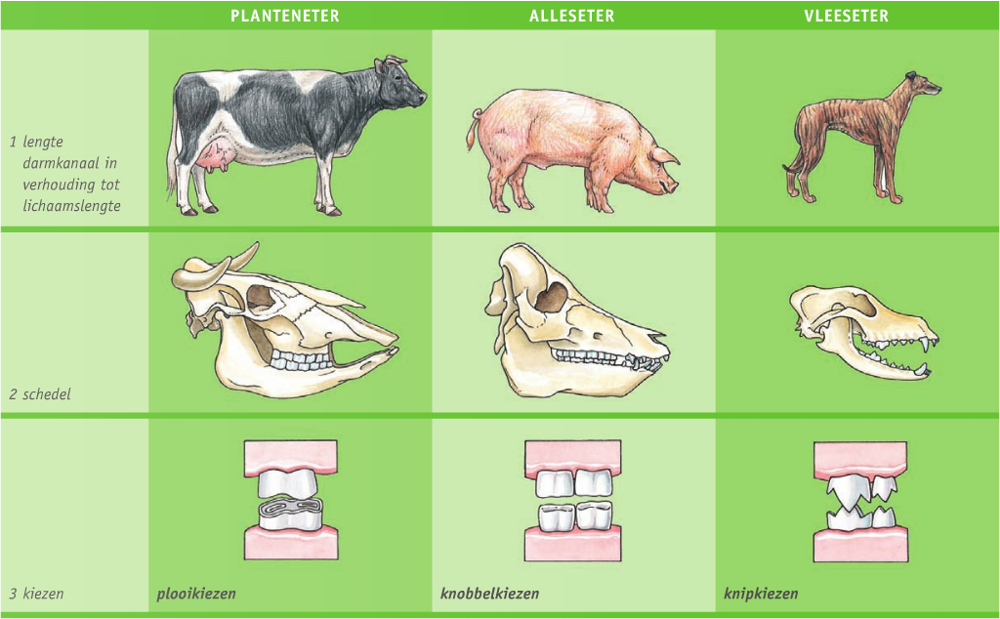 PLANTENETER
ALLESETER
VLEESETER
1 lengte
darmkanaal in
verhouding tot
lichaamslengte
2 schedel
3 kiezen
plooikiezen
knobbelkiezen
knipkiezen